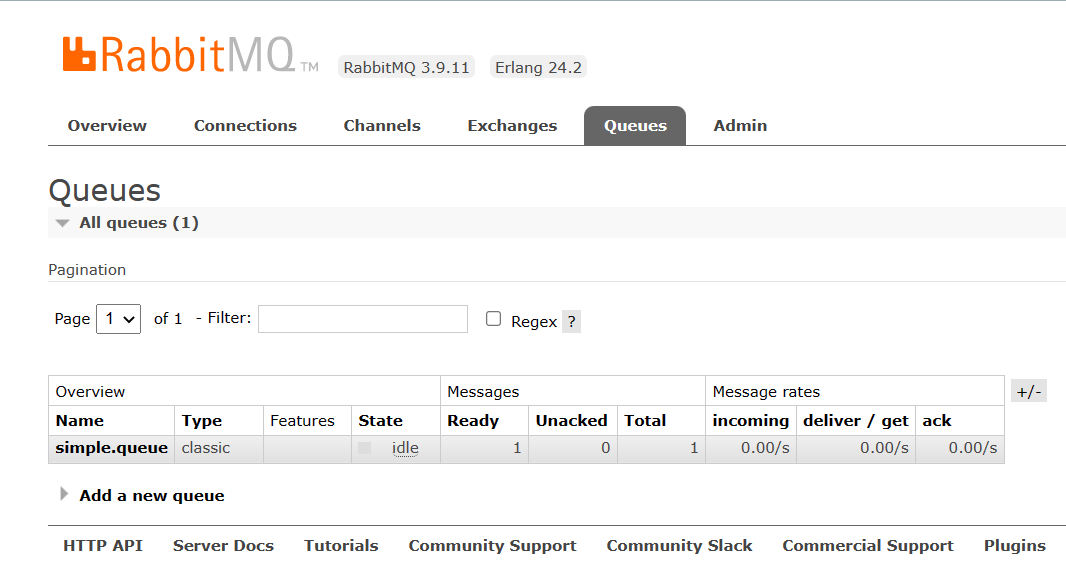 RabbitMQ TM RabbitMQ 3.9.11 Erlang 24.2
Overview Connections Channels Exchanges Queues Admin
Queues
All queues (1)
Pagination
Page 1 of 1 - Filter: Regex ?
Overview Messages Message rates +/-
Name Type Features State Ready Unacked Total incoming deliver / get ack
simple.queue classic idle 1 0 1 0.00/s 0.00/s 0.00/s
Add a new queue
HTTP API Server Docs Tutorials Community Support Community Slack Commercial Support Plugins